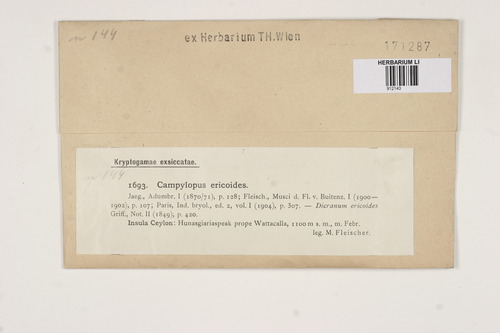 n 144
ex Herbarium TH.Wien
171287
HERBARIUM LI
912140
Kryptogamae exsiccatae.
n 144
1693. Campylopus ericoides.
Jaeg., Adumbr. I (1870/71), p. 128; Fleisch., Musci d. Fl. v. Buitenz. I (1900—
1902), p. 107; Paris, Ind. bryol., ed. 2, vol. I (1904), p. 307. — Dicranum ericoides
Griff., Not. II (1849), p. 420.
Insula Ceylon: Hunasgiariaspeak prope Wattacalla, 1100 m s. m., m. Febr.
leg. M. Fleischer.